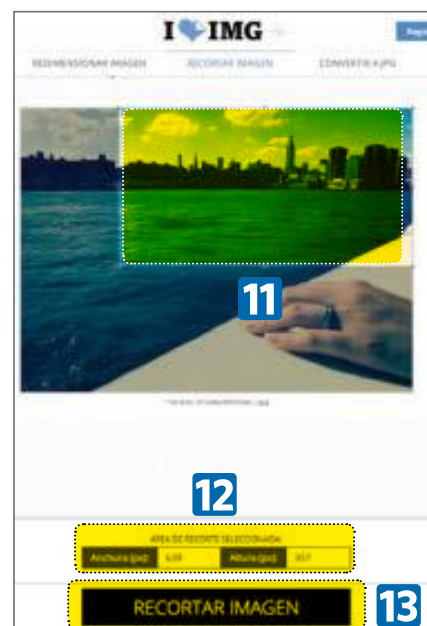 I IMG
REDIMENSIONAR IMAGEN RECORTAR IMAGEN CONVERTIR A JPG
11
12
ÁREA DE RECORTE SELECCIONADA
Anchura (px) Altura (px)
RECORTAR IMAGEN
13